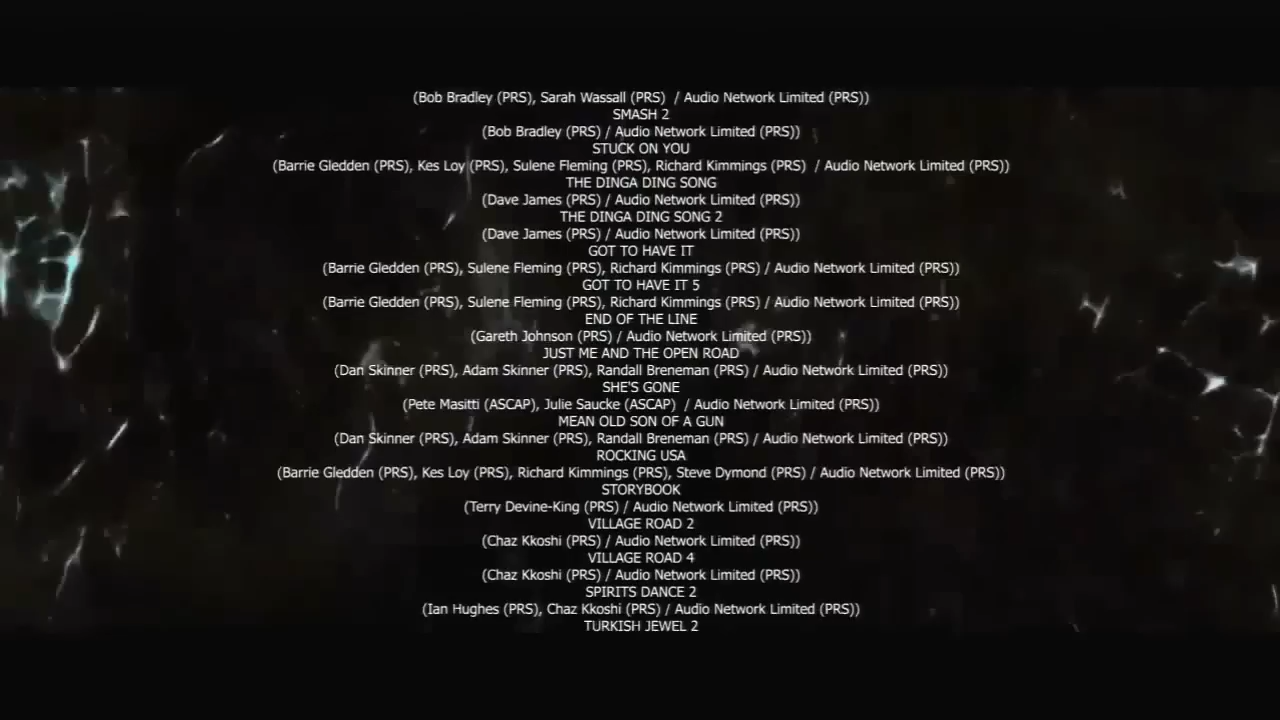 (Bob Bradley (PRS), Sarah Wassall (PRS)  / Audio Network Limited (PRS))
SMASH 2
(Bob Bradley (PRS) / Audio Network Limited (PRS))
STUCK ON YOU
(Barrie Gledden (PRS), Kes Loy (PRS), Sulene Fleming (PRS), Richard Kimmings (PRS)  / Audio Network Limited (PRS))
THE DINGA DING SONG
(Dave James (PRS) / Audio Network Limited (PRS))
THE DINGA DING SONG 2
(Dave James (PRS) / Audio Network Limited (PRS))
GOT TO HAVE IT
(Barrie Gledden (PRS), Sulene Fleming (PRS), Richard Kimmings (PRS) / Audio Network Limited (PRS))
GOT TO HAVE IT 5
(Barrie Gledden (PRS), Sulene Fleming (PRS), Richard Kimmings (PRS) / Audio Network Limited (PRS))
END OF THE LINE
(Gareth Johnson (PRS) / Audio Network Limited (PRS))
JUST ME AND THE OPEN ROAD
(Dan Skinner (PRS), Adam Skinner (PRS), Randall Breneman (PRS) / Audio Network Limited (PRS))
SHE'S GONE
(Pete Masitti (ASCAP), Julie Saucke (ASCAP)  / Audio Network Limited (PRS))
MEAN OLD SON OF A GUN
(Dan Skinner (PRS), Adam Skinner (PRS), Randall Breneman (PRS) / Audio Network Limited (PRS))
ROCKING USA
(Barrie Gledden (PRS), Kes Loy (PRS), Richard Kimmings (PRS), Steve Dymond (PRS) / Audio Network Limited (PRS))
STORYBOOK
(Terry Devine-King (PRS) / Audio Network Limited (PRS))
VILLAGE ROAD 2
(Chaz Kkoshi (PRS) / Audio Network Limited (PRS))
VILLAGE ROAD 4
(Chaz Kkoshi (PRS) / Audio Network Limited (PRS))
SPIRITS DANCE 2
(Ian Hughes (PRS), Chaz Kkoshi (PRS) / Audio Network Limited (PRS))
TURKISH JEWEL 2